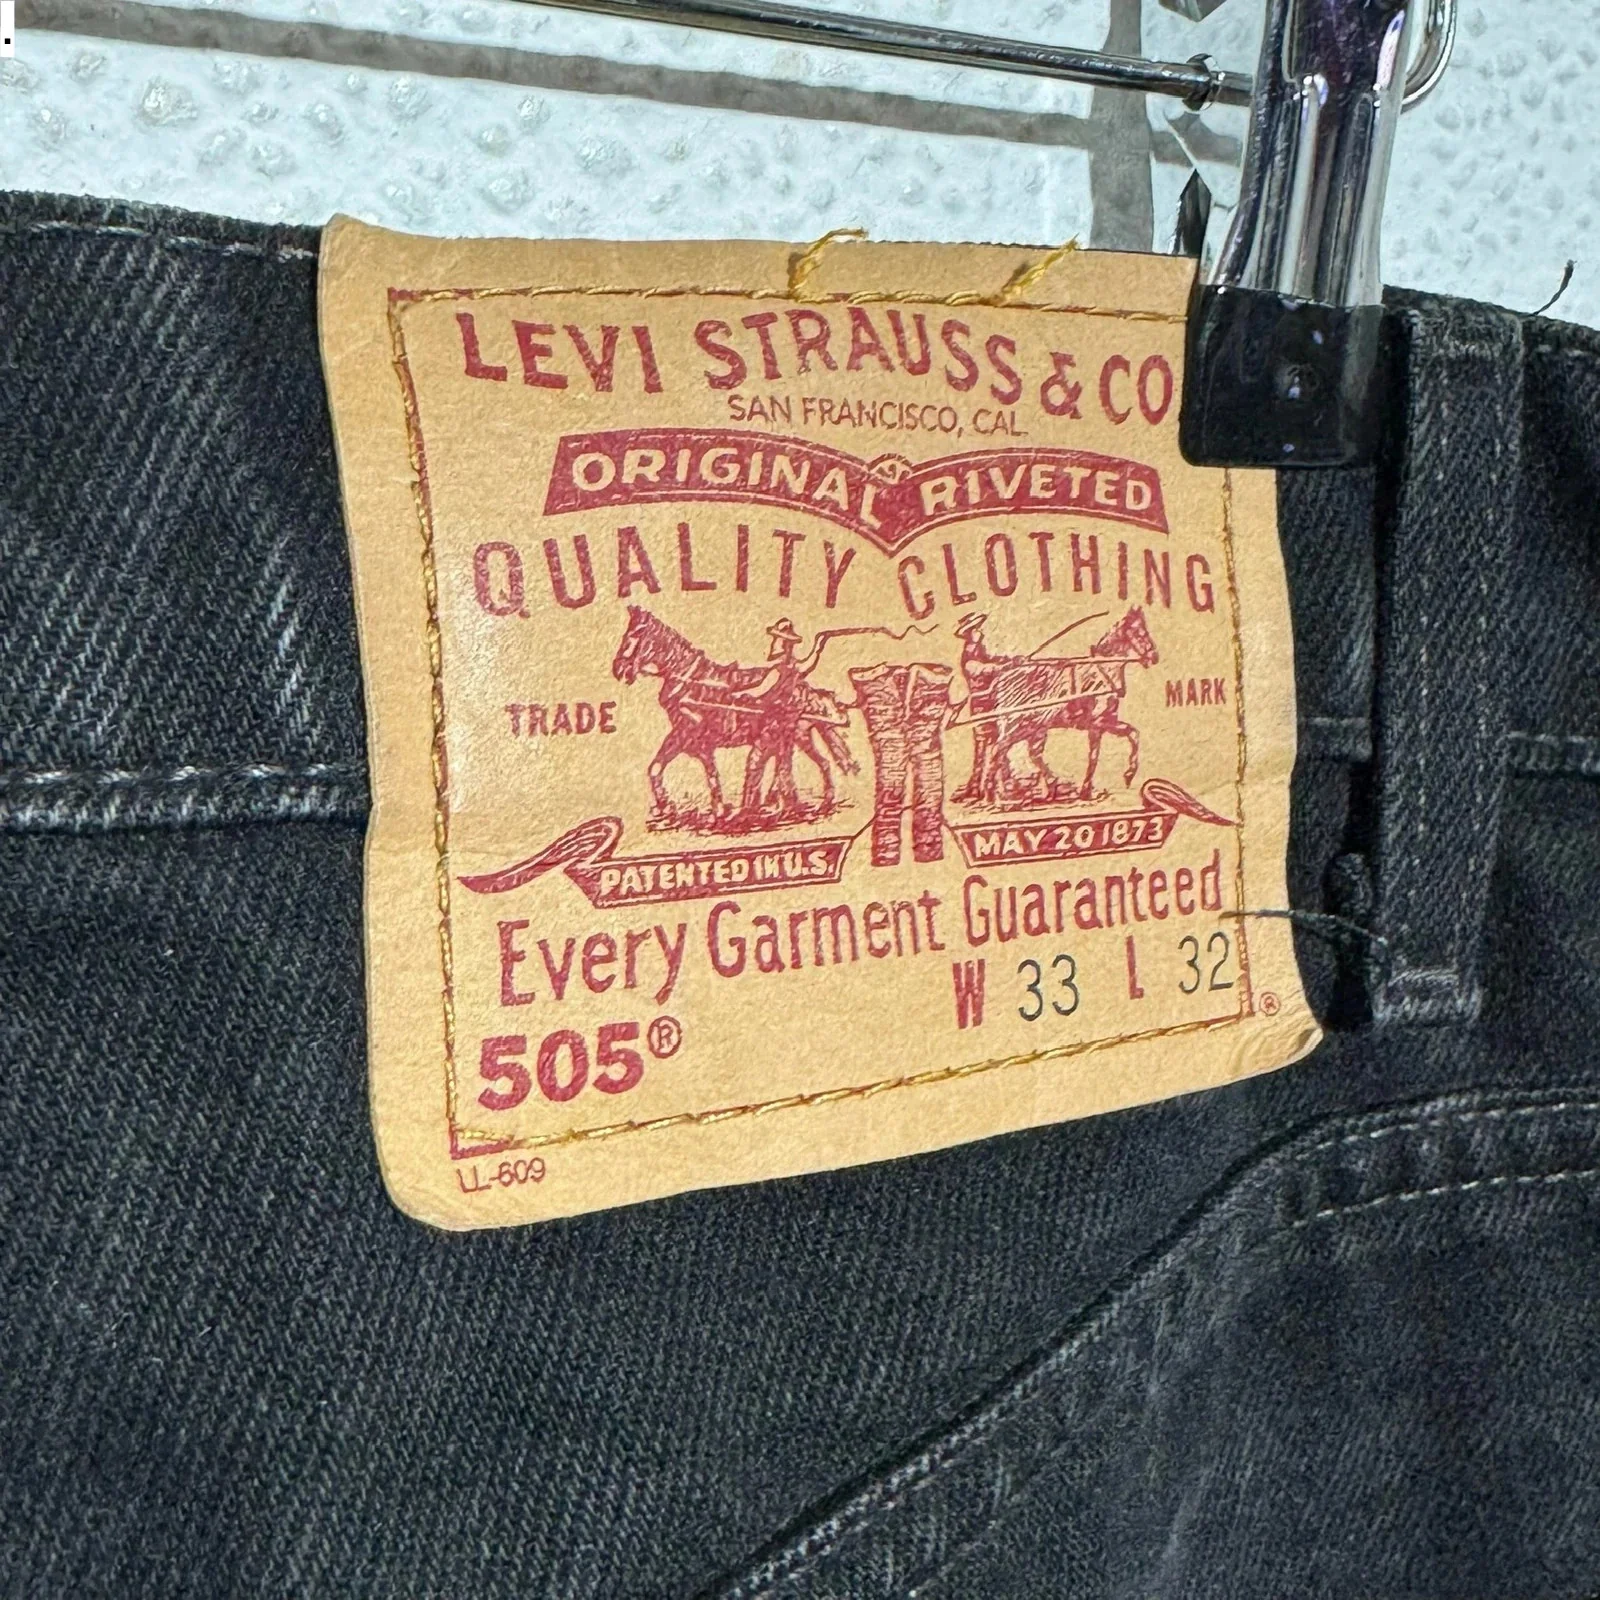 LEVI STRAUSS & CO
SAN FRANCISCO, CAL.
ORIGINAL RIVETED
QUALITY CLOTHING
TRADE MARK
PATENTED IN U.S. MAY 20 1873
Every Garment Guaranteed
W 33 L 32
505®
®
LL-609